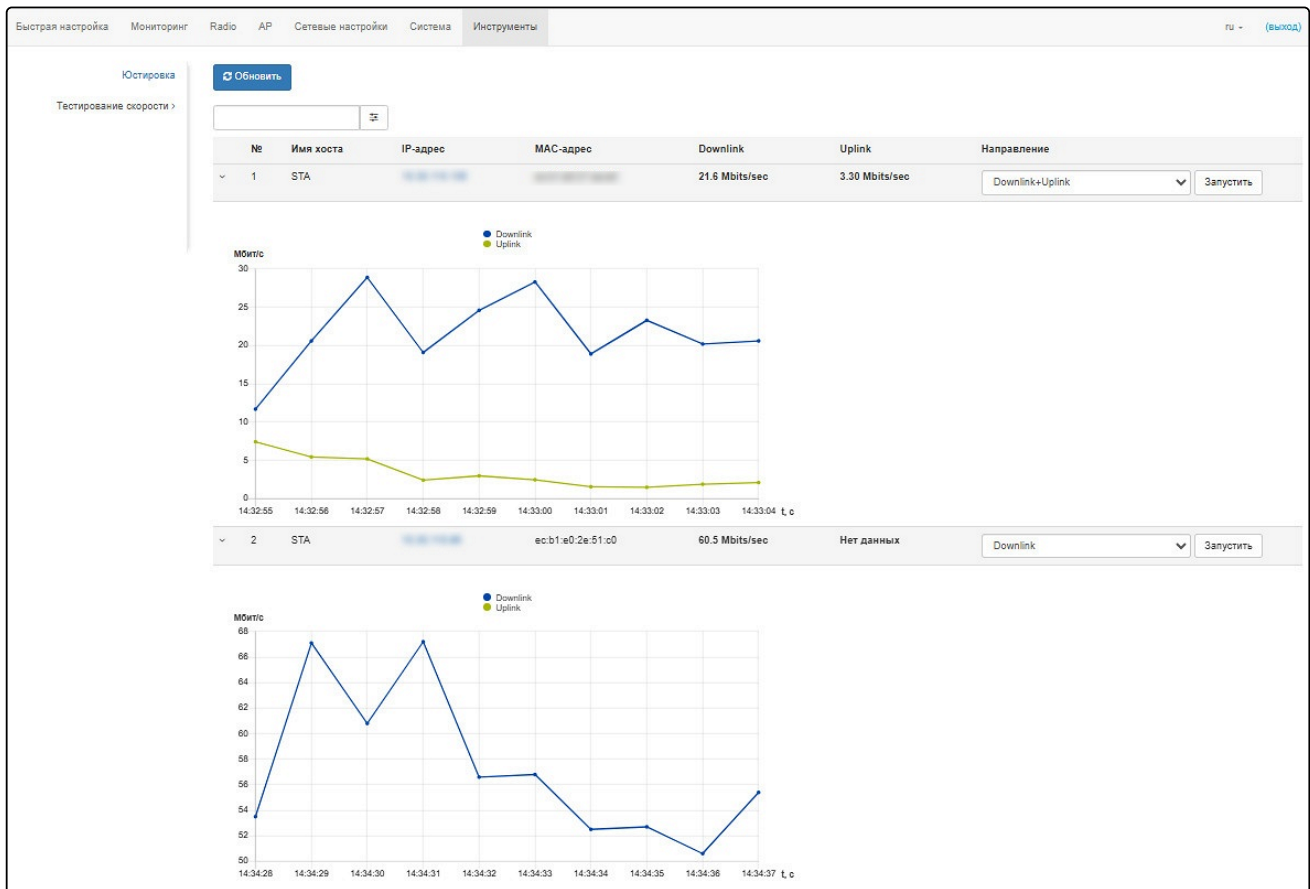 Быстрая настройка Мониторинг Radio AP Сетевые настройки Система Инструменты ru (выход)
Юстировка
Тестирование скорости ›
Обновить
№ Имя хоста IP-адрес MAC-адрес Downlink Uplink Направление
1 STA 21.6 Mbits/sec 3.30 Mbits/sec Downlink+Uplink Запустить
Downlink
Uplink
Мбит/с
30
25
20
15
10
5
0
14:32:55 14:32:56 14:32:57 14:32:58 14:32:59 14:33:00 14:33:01 14:33:02 14:33:03 14:33:04 t, c
2 STA ec:b1:e0:2e:51:c0 60.5 Mbits/sec Нет данных Downlink Запустить
Downlink
Uplink
Мбит/с
68
66
64
62
60
58
56
54
52
50
14:34:28 14:34:29 14:34:30 14:34:31 14:34:32 14:34:33 14:34:34 14:34:35 14:34:36 14:34:37 t, c